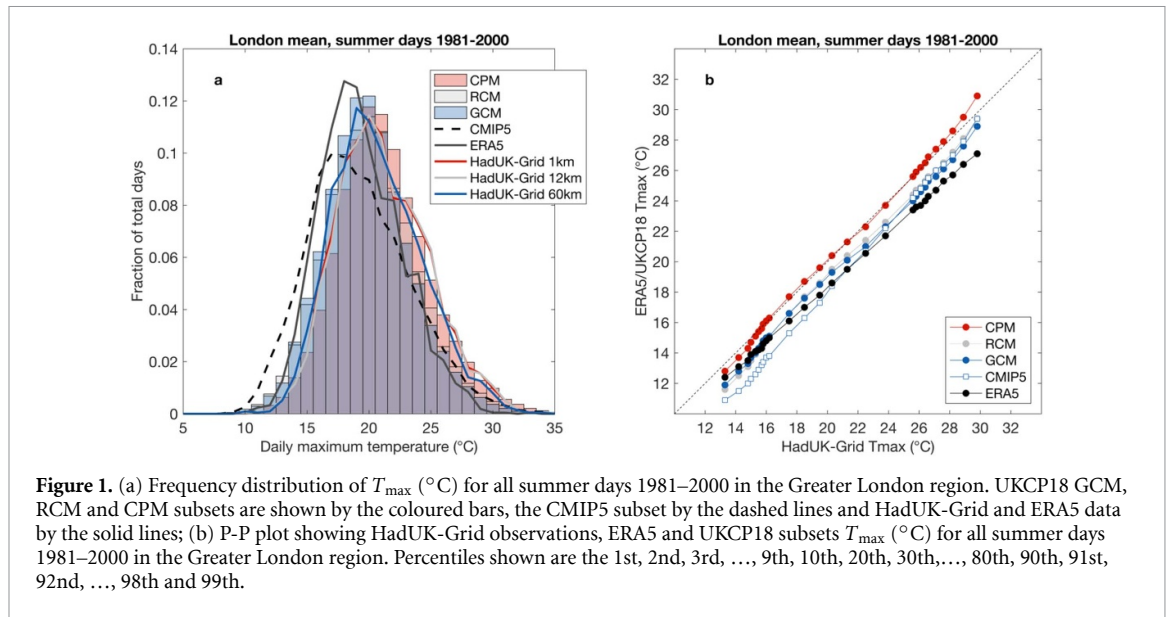 London mean, summer days 1981-2000
a
0.14
0.12
0.1
0.08
0.06
0.04
0.02
0
Fraction of total days
5
10
15
20
25
30
35
Daily maximum temperature (°C)
CPM
RCM
GCM
CMIP5
ERA5
HadUK-Grid 1km
HadUK-Grid 12km
HadUK-Grid 60km
London mean, summer days 1981-2000
b
32
30
28
26
24
22
20
18
16
14
12
ERA5/UKCP18 Tmax (°C)
12
14
16
18
20
22
24
26
28
30
32
HadUK-Grid Tmax (°C)
CPM
RCM
GCM
CMIP5
ERA5
Figure 1. (a) Frequency distribution of Tmax (°C) for all summer days 1981–2000 in the Greater London region. UKCP18 GCM,
RCM and CPM subsets are shown by the coloured bars, the CMIP5 subset by the dashed lines and HadUK-Grid and ERA5 data
by the solid lines; (b) P-P plot showing HadUK-Grid observations, ERA5 and UKCP18 subsets Tmax (°C) for all summer days
1981–2000 in the Greater London region. Percentiles shown are the 1st, 2nd, 3rd, …, 9th, 10th, 20th, 30th,…, 80th, 90th, 91st,
92nd, …, 98th and 99th.